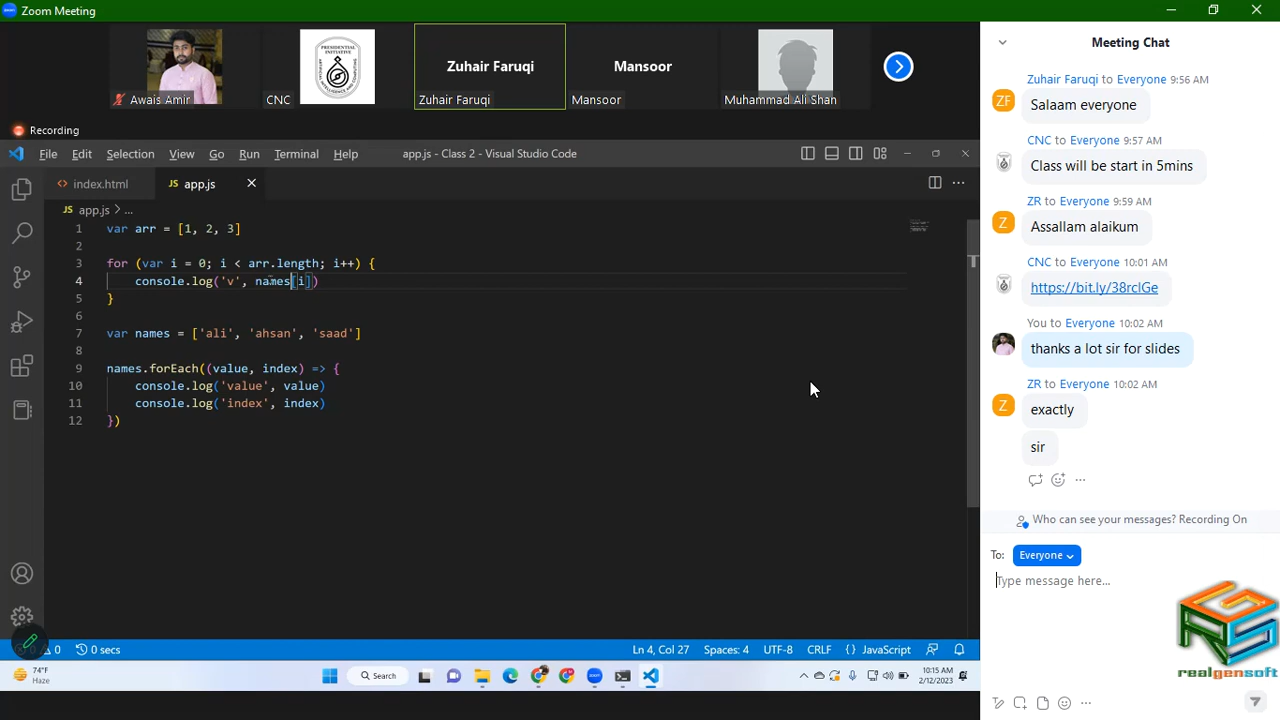 Zoom Meeting
Awais Amir
PRESIDENTIAL INITIATIVE
CNC
Zuhair Faruqi
Zuhair Faruqi
Mansoor
Mansoor
Muhammad Ali Shan
Recording
File Edit Selection View Go Run Terminal Help
app.js - Class 2 - Visual Studio Code
index.html
JS app.js
JS app.js > ...
1 var arr = [1, 2, 3]
2
3 for (var i = 0; i < arr.length; i++) {
4 console.log('v', names[i])
5 }
6
7 var names = ['ali', 'ahsan', 'saad']
8
9 names.forEach((value, index) => {
10 console.log('value', value)
11 console.log('index', index)
12 })
0 0 secs
Ln 4, Col 27 Spaces: 4 UTF-8 CRLF {} JavaScript
74°F
Haze
Search
10:15 AM
2/12/2023
Meeting Chat
Zuhair Faruqi to Everyone 9:56 AM
ZF
Salaam everyone
CNC to Everyone 9:57 AM
Class will be start in 5mins
ZR to Everyone 9:59 AM
Z
Assallam alaikum
CNC to Everyone 10:01 AM
https://bit.ly/38rclGe
You to Everyone 10:02 AM
thanks a lot sir for slides
ZR to Everyone 10:02 AM
Z
exactly
sir
Who can see your messages? Recording On
To: Everyone
Type message here...
realgensoft